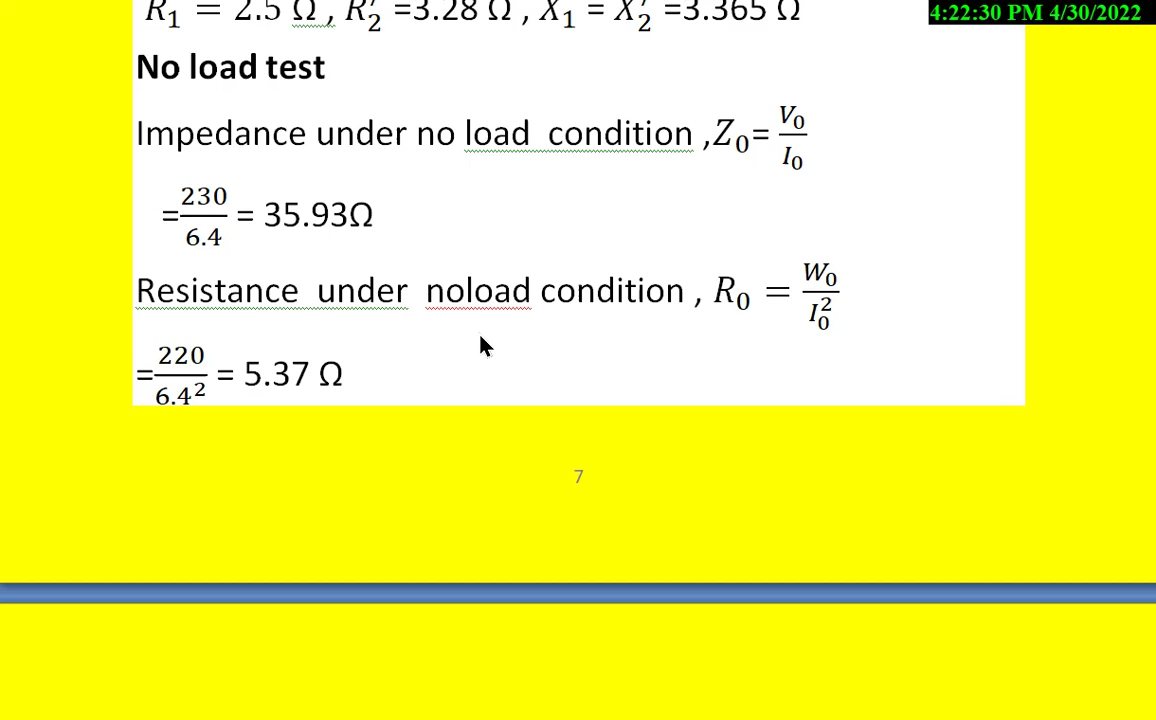 R₁ = 2.5 Ω , R₂′ =3.28 Ω , X₁ = X₂′ =3.365 Ω
4:22:30 PM 4/30/2022
No load test
Impedance under no load condition ,Z₀= V₀/I₀
=230/6.4 = 35.93Ω
Resistance under noload condition , R₀ = W₀/I₀²
=220/6.4² = 5.37 Ω
7